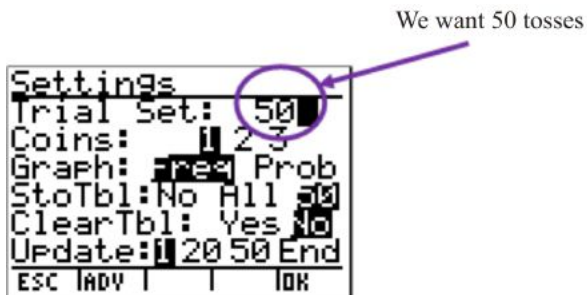 We want 50 tosses
Settings
Trial Set: 50
Coins: 1 2 3
Graph: Freq Prob
StoTbl:No All 50
ClearTbl: Yes No
Update:1 20 50 End
ESC ADV OK